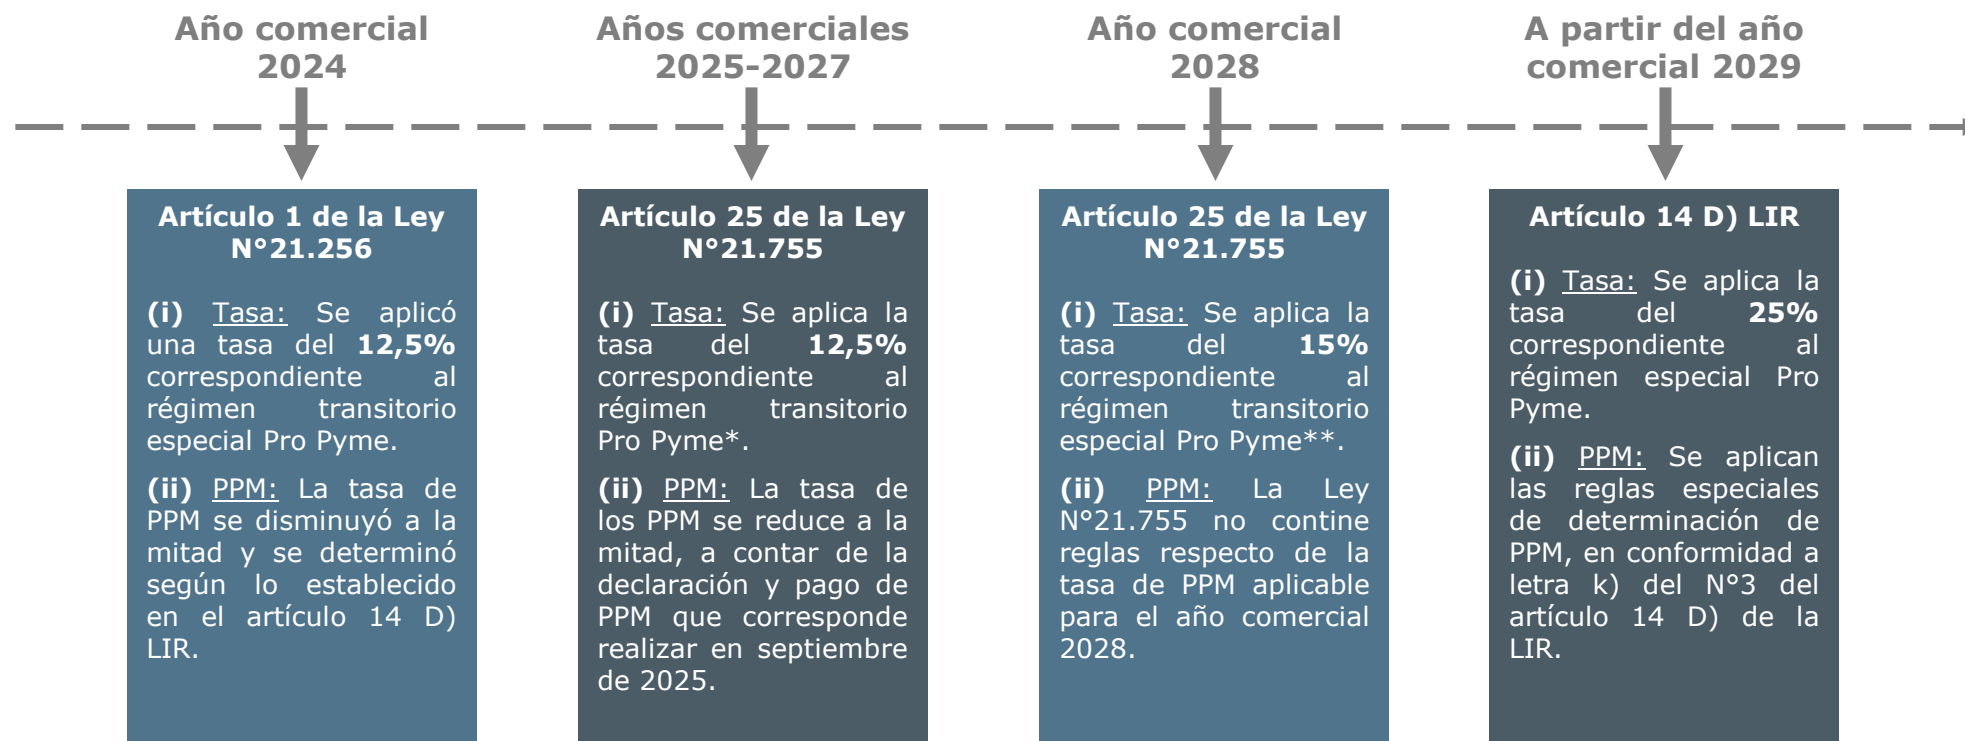 Año comercial
2024
Años comerciales
2025-2027
Año comercial
2028
A partir del año
comercial 2029
Artículo 1 de la Ley
N°21.256
(i) Tasa: Se aplicó
una tasa del 12,5%
correspondiente al
régimen transitorio
especial Pro Pyme.
(ii) PPM: La tasa de
PPM se disminuyó a la
mitad y se determinó
según lo establecido
en el artículo 14 D)
LIR.
Artículo 25 de la Ley
N°21.755
(i) Tasa: Se aplica la
tasa del 12,5%
correspondiente al
régimen transitorio
Pro Pyme*.
(ii) PPM: La tasa de
los PPM se reduce a la
mitad, a contar de la
declaración y pago de
PPM que corresponde
realizar en septiembre
de 2025.
Artículo 25 de la Ley
N°21.755
(i) Tasa: Se aplica la
tasa del 15%
correspondiente al
régimen transitorio
especial Pro Pyme**.
(ii) PPM: La Ley
N°21.755 no contine
reglas respecto de la
tasa de PPM aplicable
para el año comercial
2028.
Artículo 14 D) LIR
(i) Tasa: Se aplica la
tasa del 25%
correspondiente al
régimen especial Pro
Pyme.
(ii) PPM: Se aplican
las reglas especiales
de determinación de
PPM, en conformidad a
letra k) del N°3 del
artículo 14 D) de la
LIR.